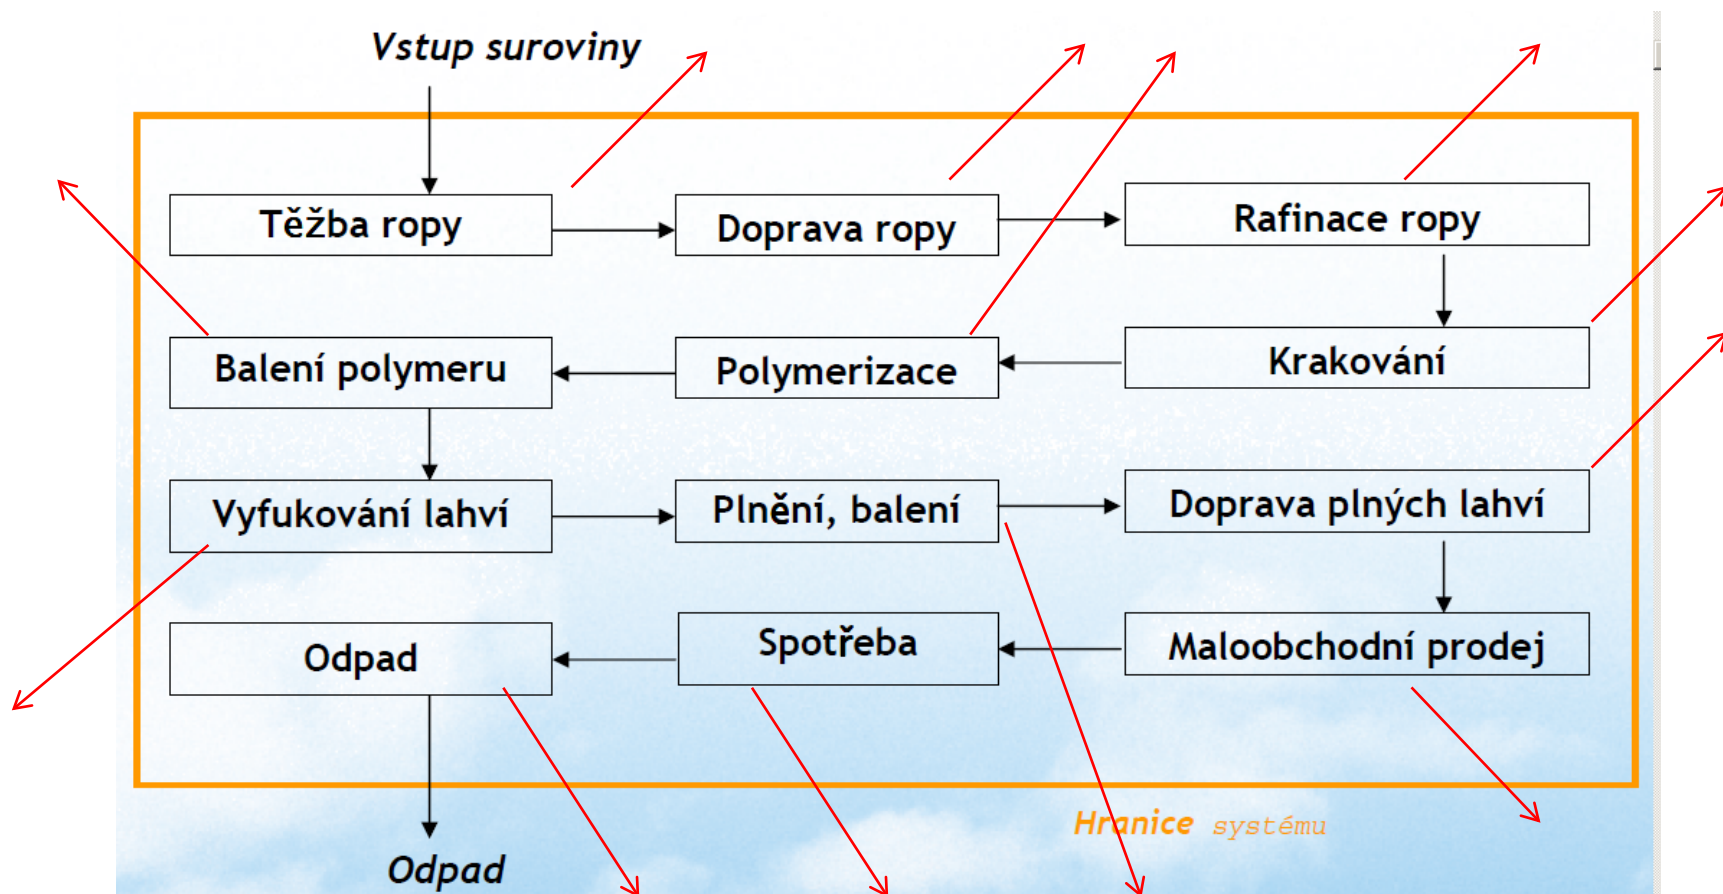 Vstup suroviny
Těžba ropy
Doprava ropy
Rafinace ropy
Balení polymeru
Polymerizace
Krakování
Vyfukování lahví
Plnění, balení
Doprava plných lahví
Odpad
Spotřeba
Maloobchodní prodej
Hranice systému
Odpad